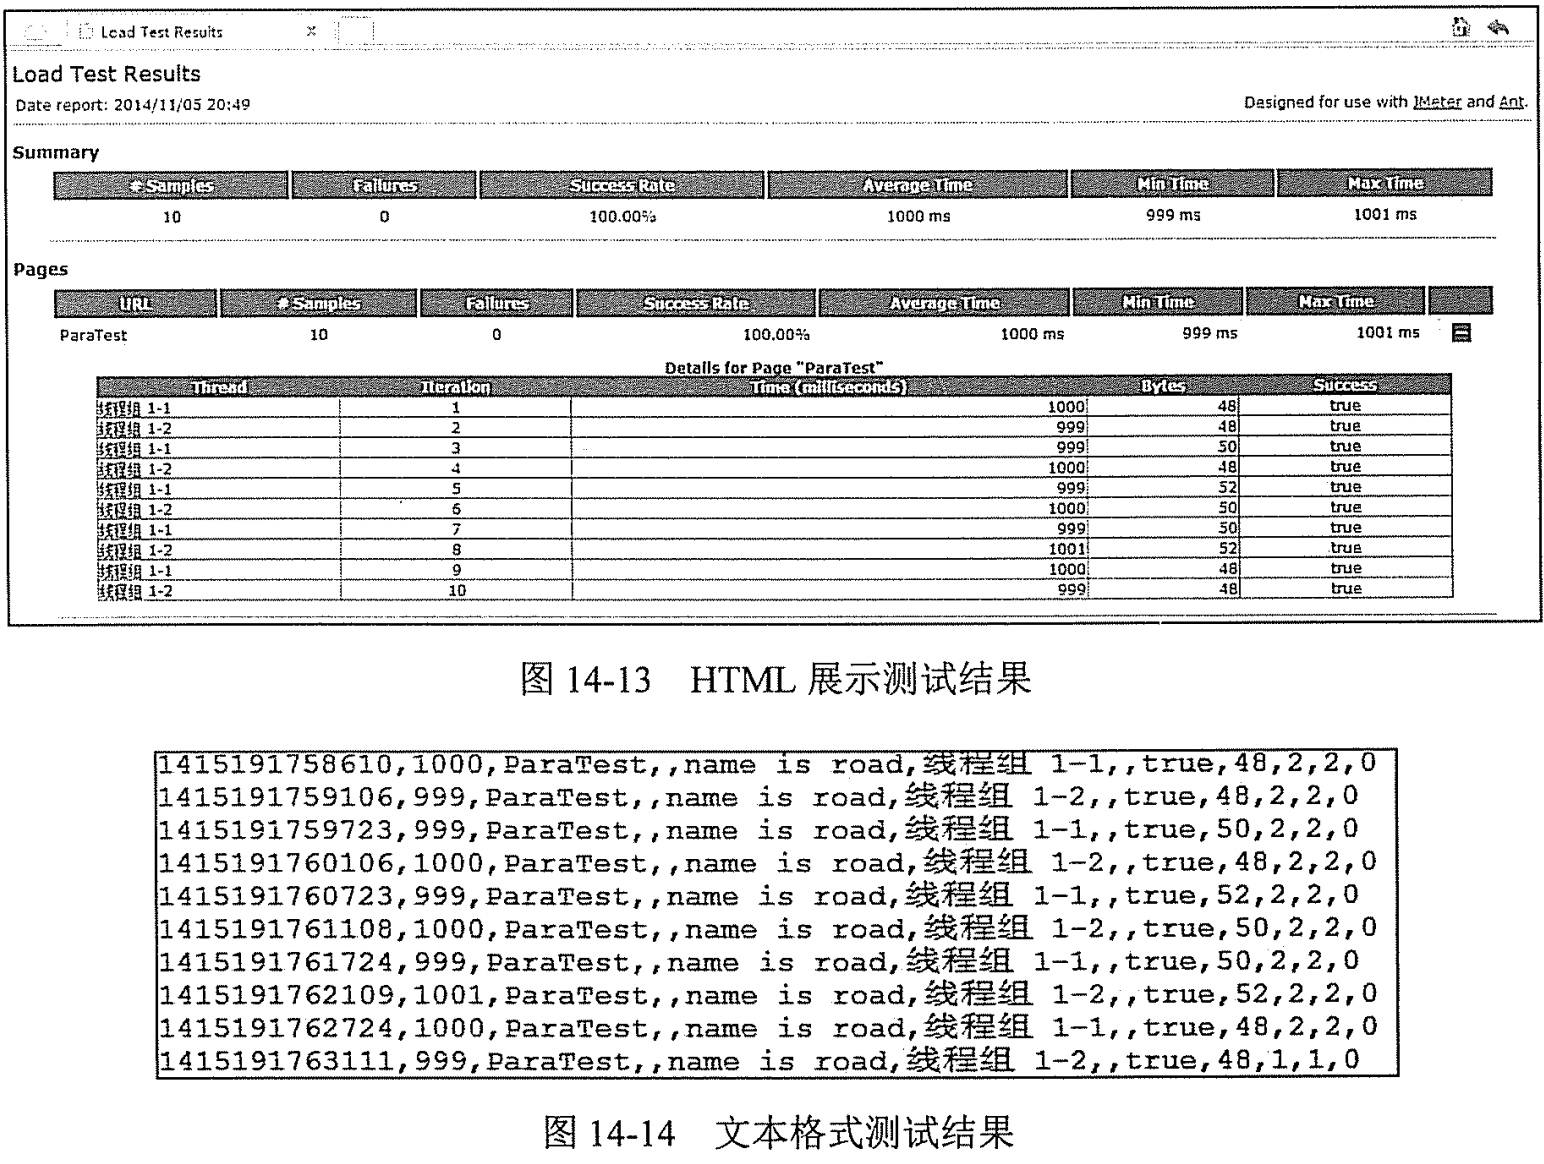 Load Test Results x
Load Test Results
Date report: 2014/11/05 20:49
Designed for use with JMeter and Ant.
Summary
# Samples Failures Success Rate Average Time Min Time Max Time
10 0 100.00% 1000 ms 999 ms 1001 ms
Pages
URL # Samples Failures Success Rate Average Time Min Time Max Time
ParaTest 10 0 100.00% 1000 ms 999 ms 1001 ms
Details for Page "ParaTest"
Thread Iteration Time (milliseconds) Bytes Success
线程组 1-1 1 1000 48 true
线程组 1-2 2 999 48 true
线程组 1-1 3 999 50 true
线程组 1-2 4 1000 48 true
线程组 1-1 5 999 52 true
线程组 1-2 6 1000 50 true
线程组 1-1 7 999 50 true
线程组 1-2 8 1001 52 true
线程组 1-1 9 1000 48 true
线程组 1-2 10 999 48 true
图 14-13 HTML 展示测试结果
1415191758610,1000,ParaTest,,name is road,线程组 1-1,,true,48,2,2,0
1415191759106,999,ParaTest,,name is road,线程组 1-2,,true,48,2,2,0
1415191759723,999,ParaTest,,name is road,线程组 1-1,,true,50,2,2,0
1415191760106,1000,ParaTest,,name is road,线程组 1-2,,true,48,2,2,0
1415191760723,999,ParaTest,,name is road,线程组 1-1,,true,52,2,2,0
1415191761108,1000,ParaTest,,name is road,线程组 1-2,,true,50,2,2,0
1415191761724,999,ParaTest,,name is road,线程组 1-1,,true,50,2,2,0
1415191762109,1001,ParaTest,,name is road,线程组 1-2,,true,52,2,2,0
1415191762724,1000,ParaTest,,name is road,线程组 1-1,,true,48,2,2,0
1415191763111,999,ParaTest,,name is road,线程组 1-2,,true,48,1,1,0
图 14-14 文本格式测试结果